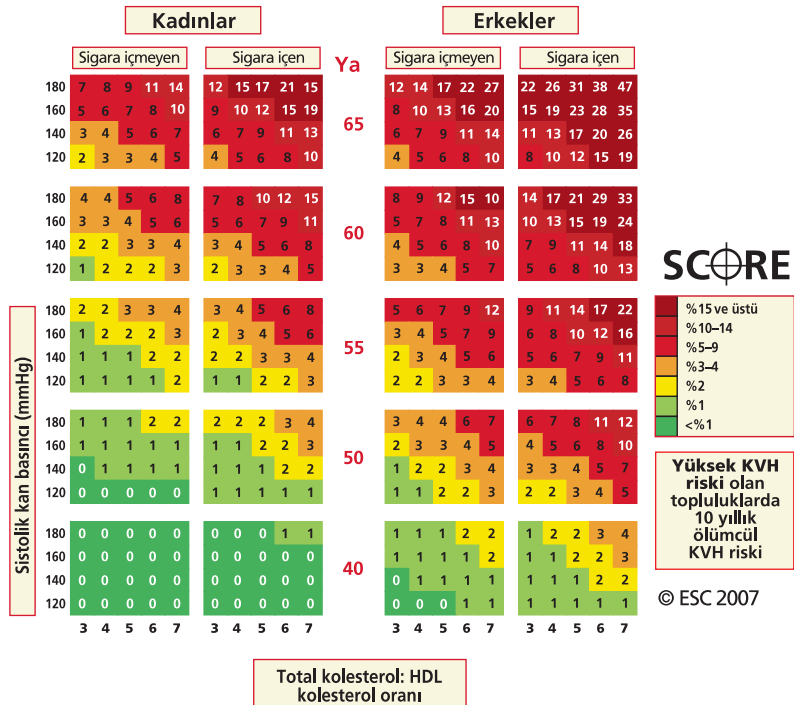 Kadınlar Erkekler
Sigara içmeyen Sigara içen Ya Sigara içmeyen Sigara içen
180 7 8 9 11 14 12 15 17 21 15 12 14 17 22 27 22 26 31 38 47
160 5 6 7 8 10 9 10 12 15 19 8 10 13 16 20 15 19 23 28 35
65
140 3 4 5 6 7 6 7 9 11 13 6 7 9 11 14 11 13 17 20 26
120 2 3 3 4 5 4 5 6 8 10 4 5 6 8 10 8 10 12 15 19
180 4 4 5 6 8 7 8 10 12 15 8 9 12 15 10 14 17 21 29 33
160 3 3 4 5 6 5 6 7 9 11 5 7 8 11 13 10 13 15 19 24
60
140 2 2 3 3 4 3 4 5 6 8 4 5 6 8 10 7 9 11 14 18
120 1 2 2 2 3 2 3 3 4 5 3 3 4 5 7 5 6 8 10 13
180 2 2 3 3 4 3 4 5 6 8 5 6 7 9 12 9 11 14 17 22
160 1 2 2 2 3 2 3 4 5 6 3 4 5 7 9 6 8 10 12 16
55
140 1 1 1 2 2 2 2 3 3 4 2 3 4 5 6 5 6 7 9 11
120 1 1 1 1 2 1 1 2 2 3 2 2 3 3 4 3 4 5 6 8
180 1 1 1 2 2 2 2 2 3 4 3 4 4 6 7 6 7 8 11 12
160 1 1 1 1 1 1 1 2 2 3 2 3 3 4 5 4 5 6 8 10
50
140 0 1 1 1 1 1 1 1 2 2 1 2 2 3 4 3 3 4 5 7
120 0 0 0 0 0 1 1 1 1 1 1 1 2 2 3 2 2 3 4 5
180 0 0 0 0 0 0 0 0 1 1 1 1 1 2 2 1 2 2 3 4
160 0 0 0 0 0 0 0 0 0 0 1 1 1 1 2 1 1 2 2 3
40
140 0 0 0 0 0 0 0 0 0 0 0 1 1 1 1 1 1 1 2 2
120 0 0 0 0 0 0 0 0 0 0 0 0 0 1 1 1 1 1 1 1
3 4 5 6 7 3 4 5 6 7 3 4 5 6 7 3 4 5 6 7
Sistolik kan basıncı (mmHg)
Total kolesterol: HDL
kolesterol oranı
SCORE
%15 ve üstü
%10–14
%5–9
%3–4
%2
%1
<%1
Yüksek KVH
riski olan
topluluklarda
10 yıllık
ölümcül
KVH riski
© ESC 2007